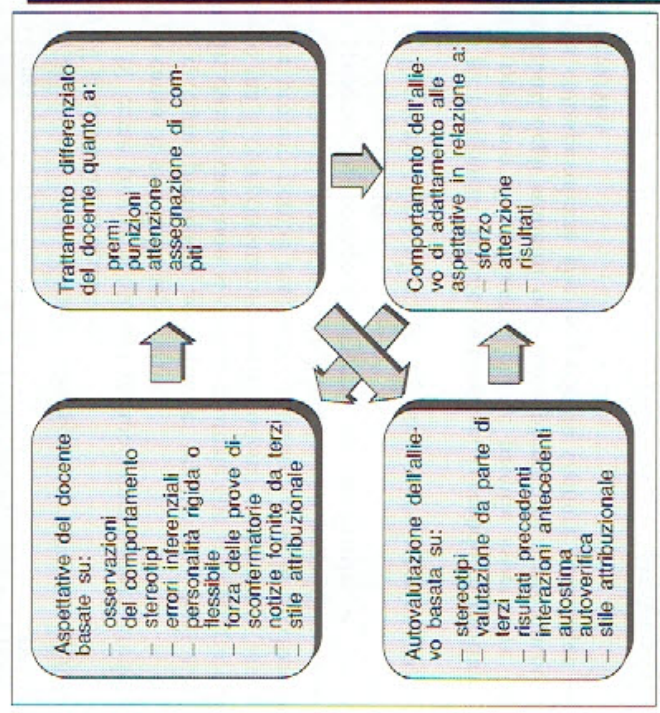 Aspettative del docente
basate su:
– osservazioni
del comportamento
– stereotipi
– errori inferenziali
– personalità rigida o
flessibile
– forza delle prove di-
sconfermatorie
– notizie fornite da terzi
– stile attribuzionale
Trattamento differenziato
del docente quanto a:
– premi
– punizioni
– attenzione
– assegnazione di com-
piti
Autovalutazione dell'allie-
vo basata su:
– stereotipi
– valutazione da parte di
terzi
– risultati precedenti
– interazioni antecedenti
– autostima
– autoverifica
– stile attribuzionale
Comportamento dell'allie-
vo di adattamento alle
aspettative in relazione a:
– sforzo
– attenzione
– risultati